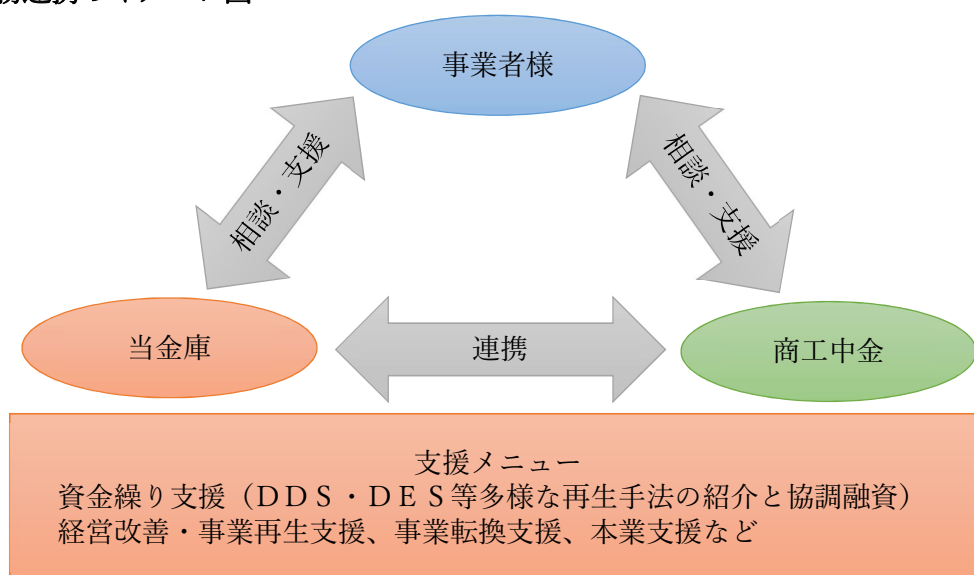 事業者様
相談・支援
相談・支援
当金庫
連携
商工中金
支援メニュー
資金繰り支援（ＤＤＳ・ＤＥＳ等多様な再生手法の紹介と協調融資）
経営改善・事業再生支援、事業転換支援、本業支援など